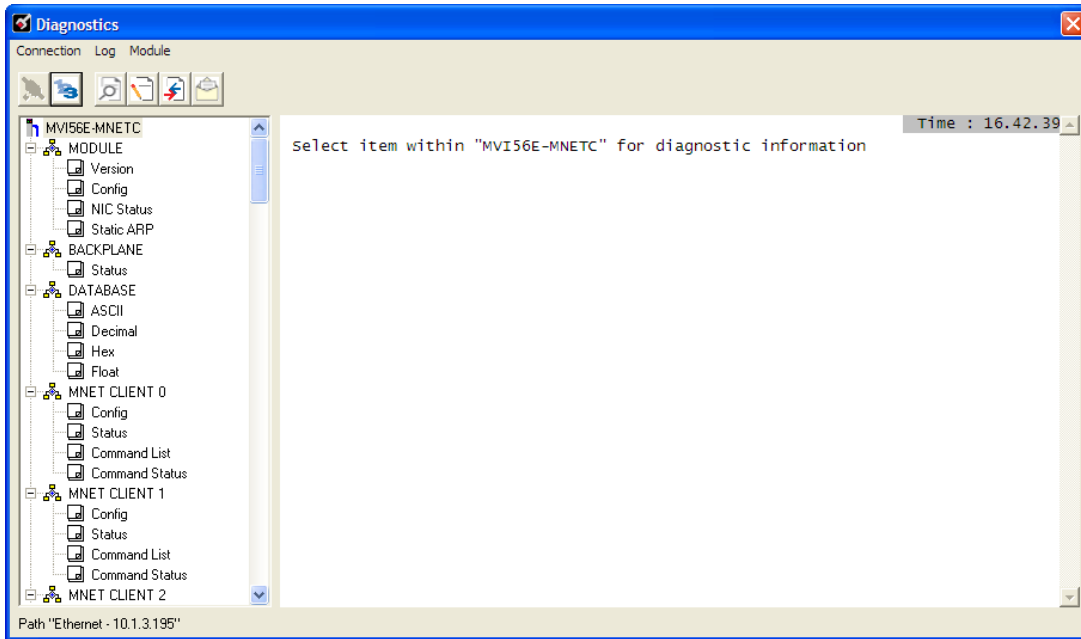 Diagnostics
Connection Log Module
MVI56E-MNETC
MODULE
Version
Config
NIC Status
Static ARP
BACKPLANE
Status
DATABASE
ASCII
Decimal
Hex
Float
MNET CLIENT 0
Config
Status
Command List
Command Status
MNET CLIENT 1
Config
Status
Command List
Command Status
MNET CLIENT 2
Time : 16.42.39
Select item within "MVI56E-MNETC" for diagnostic information
Path "Ethernet - 10.1.3.195"